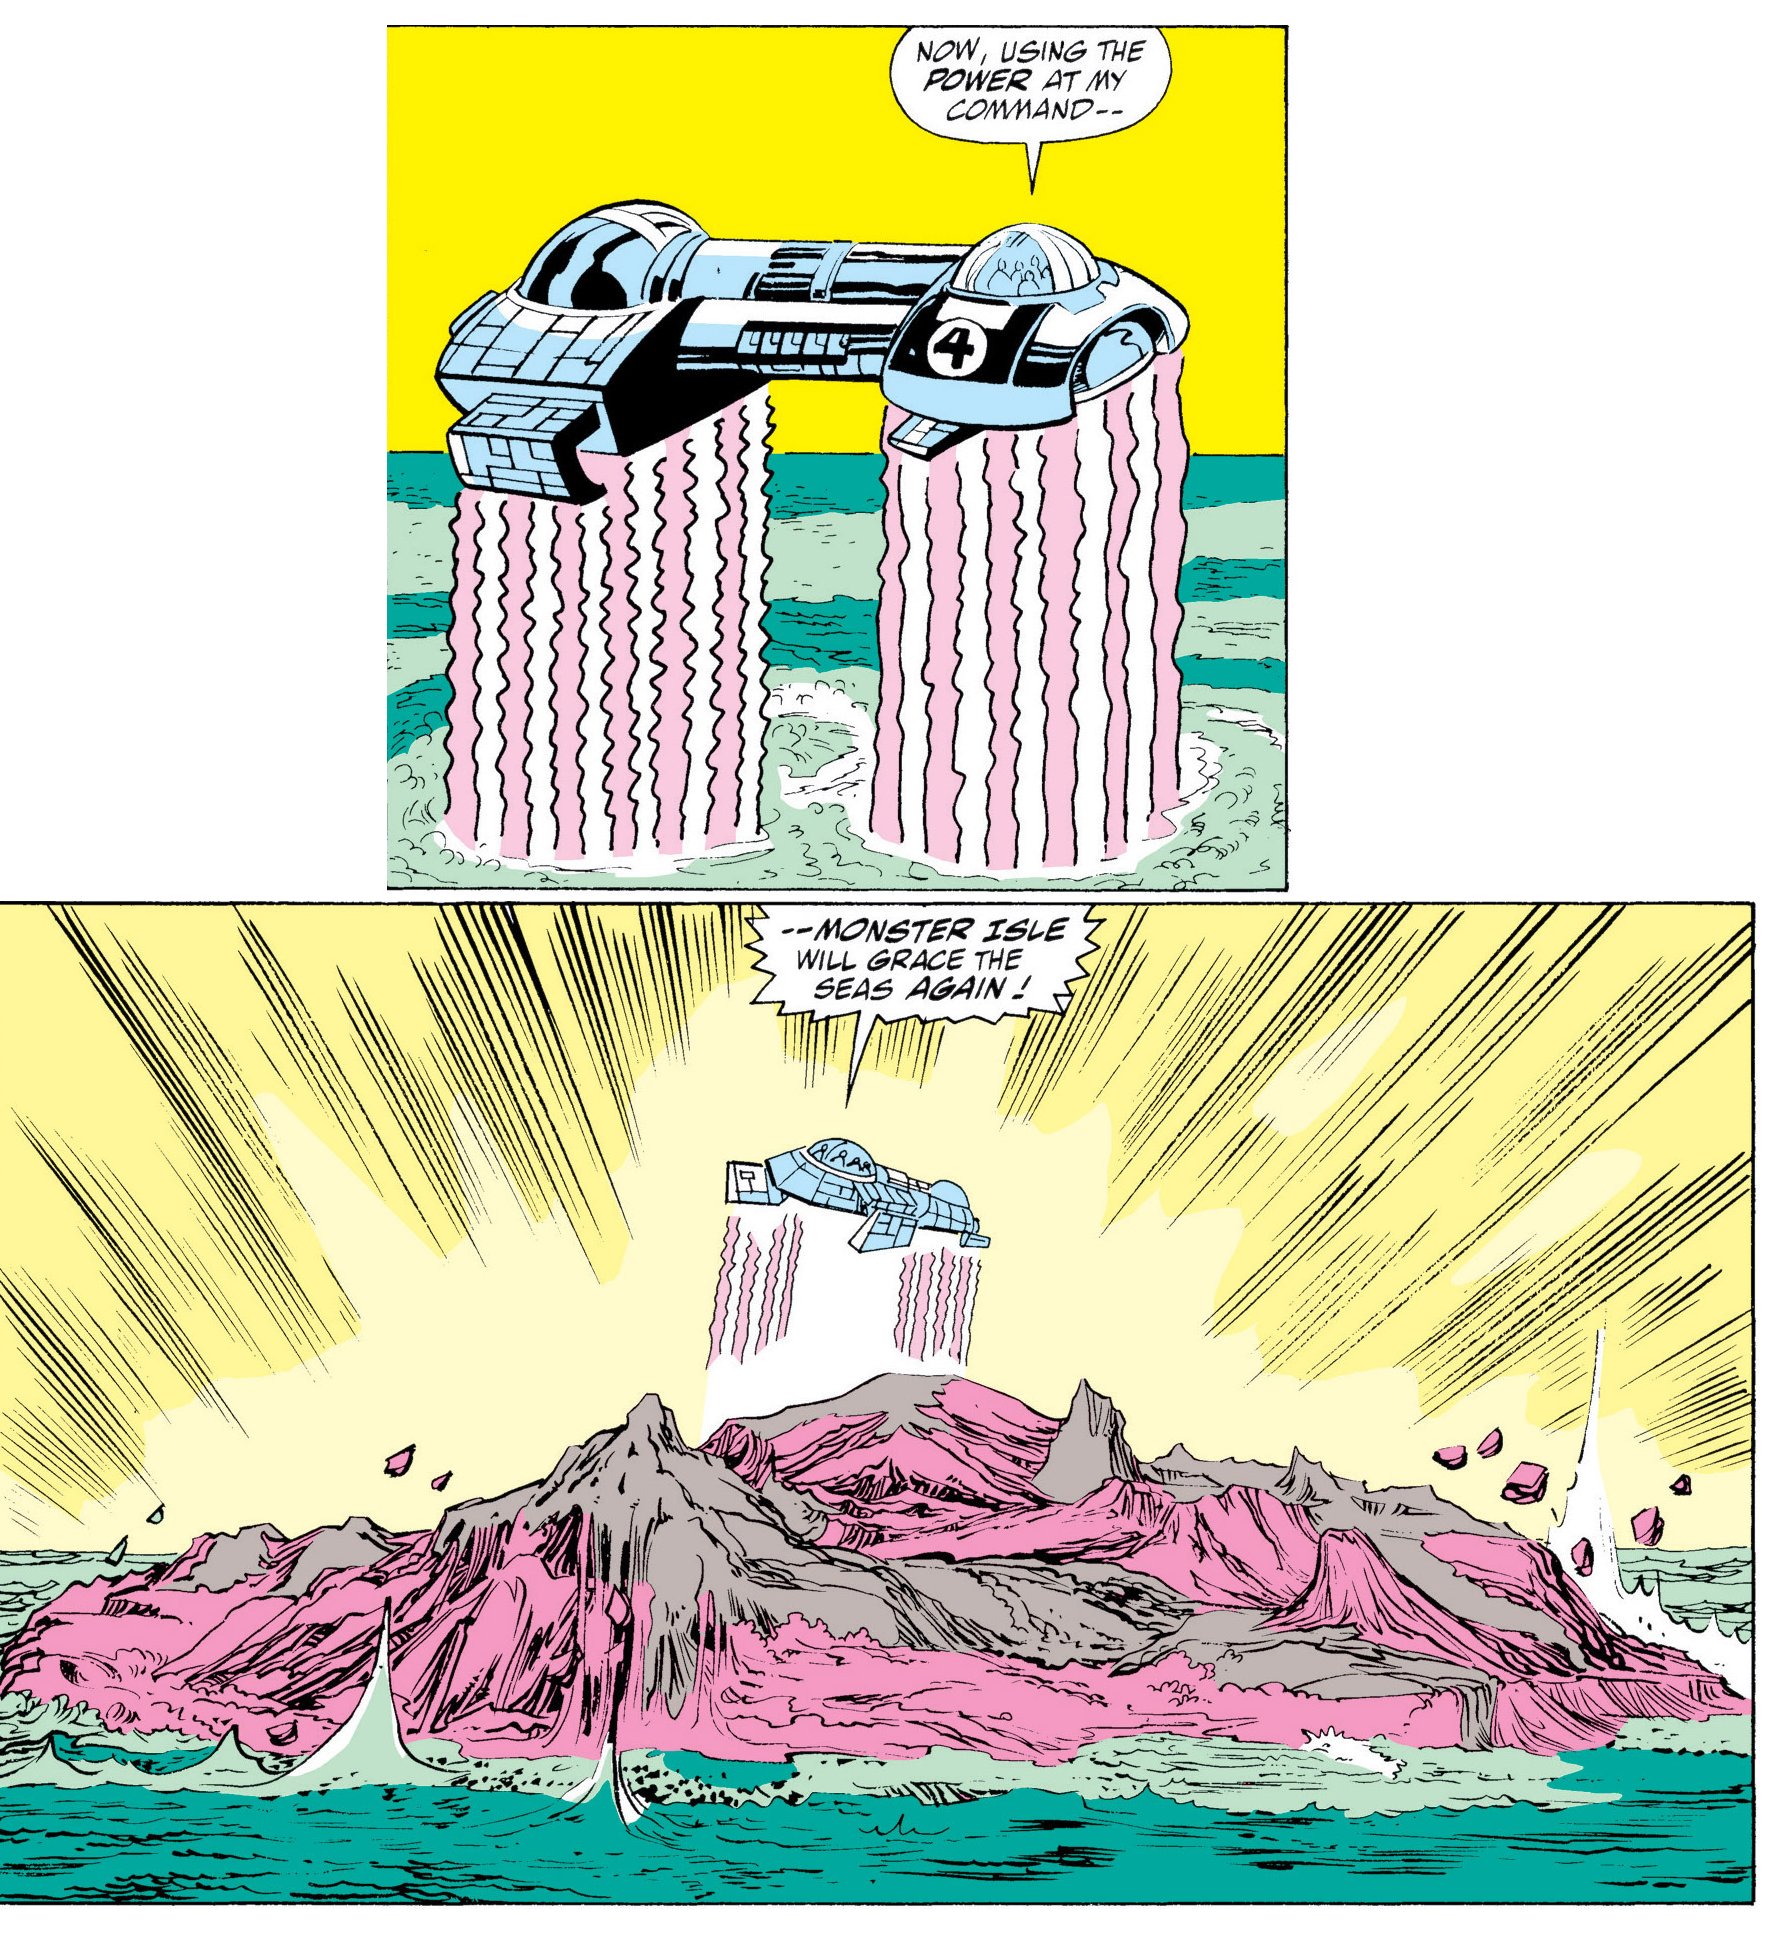 NOW, USING THE
POWER AT MY
COMMAND--
4
--MONSTER ISLE
WILL GRACE THE
SEAS AGAIN!